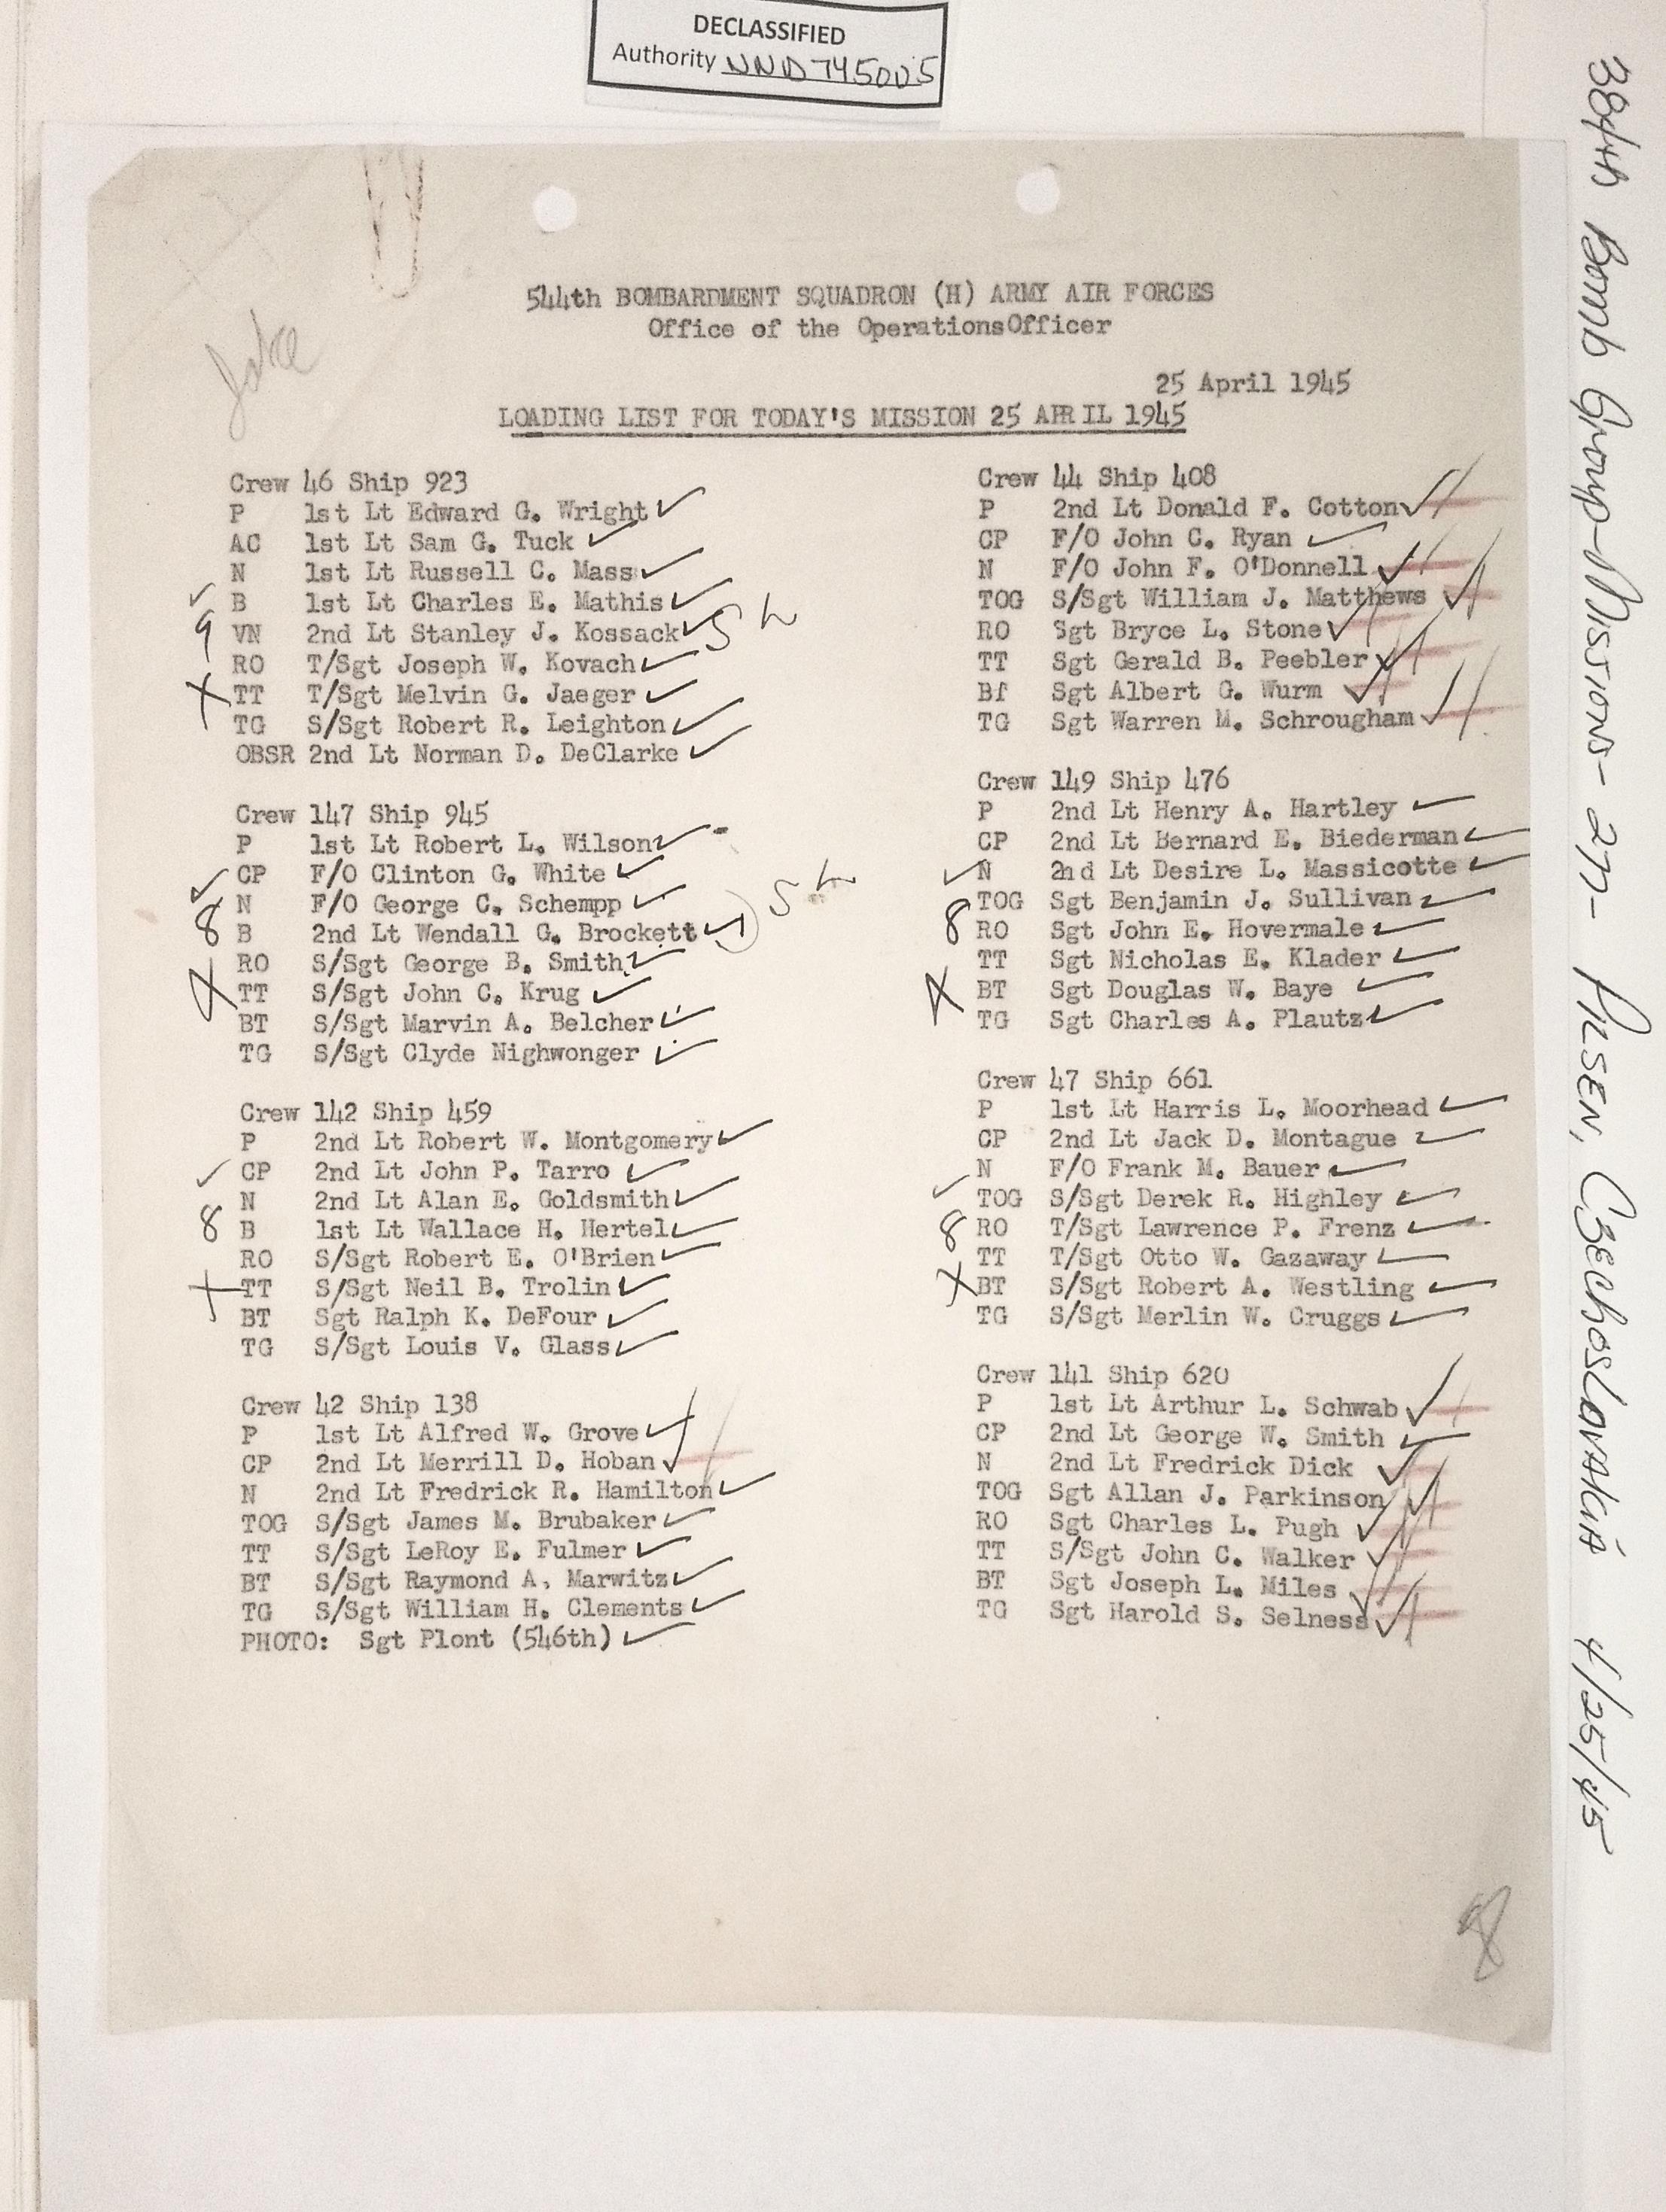 DECLASSIFIED
Authority NND 745005
384th Bomb Group-Missions-277- PILSEN, Czechoslovakia 4/25/45
544th BOMBARDMENT SQUADRON (H) ARMY AIR FORCES
Office of the OperationsOfficer
Jake
25 April 1945
LOADING LIST FOR TODAY'S MISSION 25 APRIL 1945
Crew 46 Ship 923
P 1st Lt Edward G. Wright
AC 1st Lt Sam G. Tuck
N 1st Lt Russell C. Mass
B 1st Lt Charles E. Mathis
9 VN 2nd Lt Stanley J. Kossack
RO T/Sgt Joseph W. Kovach
X TT T/Sgt Melvin G. Jaeger
TG S/Sgt Robert R. Leighton
OBSR 2nd Lt Norman D. DeClarke
Crew 147 Ship 945
P 1st Lt Robert L. Wilson
CP F/O Clinton G. White
N F/O George C. Schempp
8 B 2nd Lt Wendall G. Brockett
RO S/Sgt George B. Smith
X TT S/Sgt John C. Krug
BT S/Sgt Marvin A. Belcher
TG S/Sgt Clyde Nighwonger
Crew 142 Ship 459
P 2nd Lt Robert W. Montgomery
CP 2nd Lt John P. Tarro
N 2nd Lt Alan E. Goldsmith
8 B 1st Lt Wallace H. Hertel
RO S/Sgt Robert E. O'Brien
X TT S/Sgt Neil B. Trolin
BT Sgt Ralph K. DeFour
TG S/Sgt Louis V. Glass
Crew 42 Ship 138
P 1st Lt Alfred W. Grove
CP 2nd Lt Merrill D. Hoban
N 2nd Lt Fredrick R. Hamilton
TOG S/Sgt James M. Brubaker
TT S/Sgt LeRoy E. Fulmer
BT S/Sgt Raymond A. Marwitz
TG S/Sgt William H. Clements
PHOTO: Sgt Plont (546th)
Crew 44 Ship 408
P 2nd Lt Donald F. Cotton
CP F/O John C. Ryan
N F/O John F. O'Donnell
TOG S/Sgt William J. Matthews
RO Sgt Bryce L. Stone
TT Sgt Gerald B. Peebler
BT Sgt Albert G. Wurm
TG Sgt Warren M. Schrougham
Crew 149 Ship 476
P 2nd Lt Henry A. Hartley
CP 2nd Lt Bernard E. Biederman
N 2nd Lt Desire L. Massicotte
TOG Sgt Benjamin J. Sullivan
8 RO Sgt John E. Hovermale
TT Sgt Nicholas E. Klader
X BT Sgt Douglas W. Baye
TG Sgt Charles A. Plautz
Crew 47 Ship 661
P 1st Lt Harris L. Moorhead
CP 2nd Lt Jack D. Montague
N F/O Frank M. Bauer
TOG S/Sgt Derek R. Highley
8 RO T/Sgt Lawrence P. Frenz
TT T/Sgt Otto W. Gazaway
X BT S/Sgt Robert A. Westling
TG S/Sgt Merlin W. Cruggs
Crew 141 Ship 620
P 1st Lt Arthur L. Schwab
CP 2nd Lt George W. Smith
N 2nd Lt Fredrick Dick
TOG Sgt Allan J. Parkinson
RO Sgt Charles L. Pugh
TT S/Sgt John C. Walker
BT Sgt Joseph L. Miles
TG Sgt Harold S. Selness
8